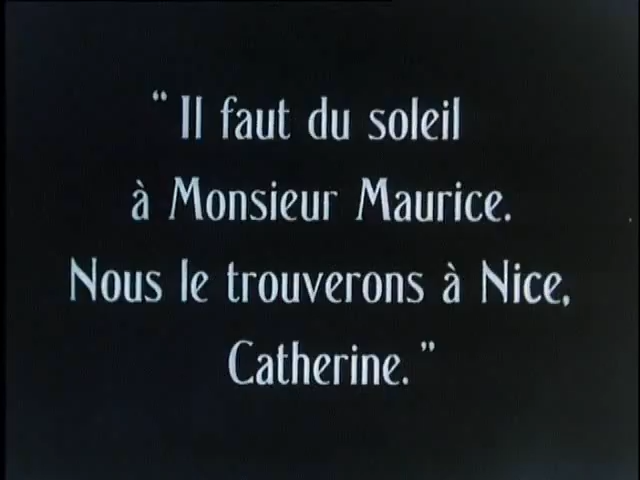 “Il faut du soleil
à Monsieur Maurice.
Nous le trouverons à Nice,
Catherine.”